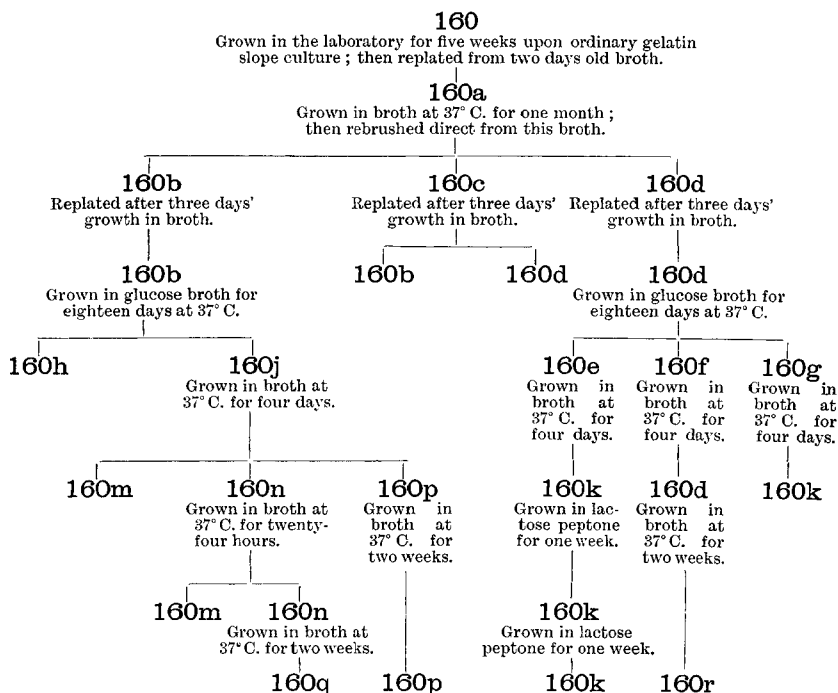 160
Grown in the laboratory for five weeks upon ordinary gelatin
slope culture ; then replated from two days old broth.
160a
Grown in broth at 37° C. for one month ;
then rebrushed direct from this broth.
160b
Replated after three days'
growth in broth.
160c
Replated after three days'
growth in broth.
160d
Replated after three days'
growth in broth.
160b
Grown in glucose broth for
eighteen days at 37° C.
160b
160d
160d
Grown in glucose broth for
eighteen days at 37° C.
160h
160j
Grown in broth at
37° C. for four days.
160e
Grown in
broth at
37° C. for
four days.
160f
Grown in
broth at
37° C. for
four days.
160g
Grown in
broth at
37° C. for
four days.
160m
160n
Grown in broth at
37° C. for twenty-
four hours.
160p
Grown in
broth at
37° C. for
two weeks.
160k
Grown in lac-
tose peptone
for one week.
160d
Grown in
broth at
37° C. for
two weeks.
160k
160m
160n
Grown in broth at
37° C. for two weeks.
160k
Grown in lactose
peptone for one week.
160q
160p
160k
160r